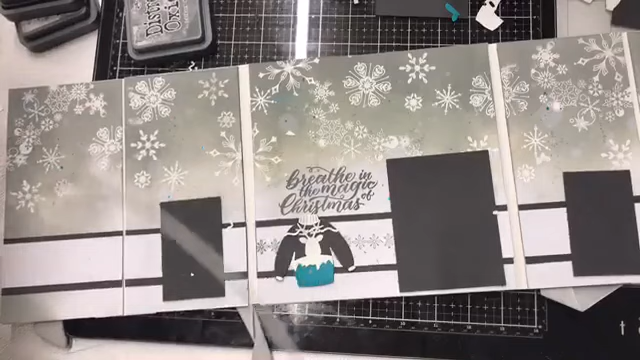 Distress
Oxide
Breathe in
the magic
of
Christmas